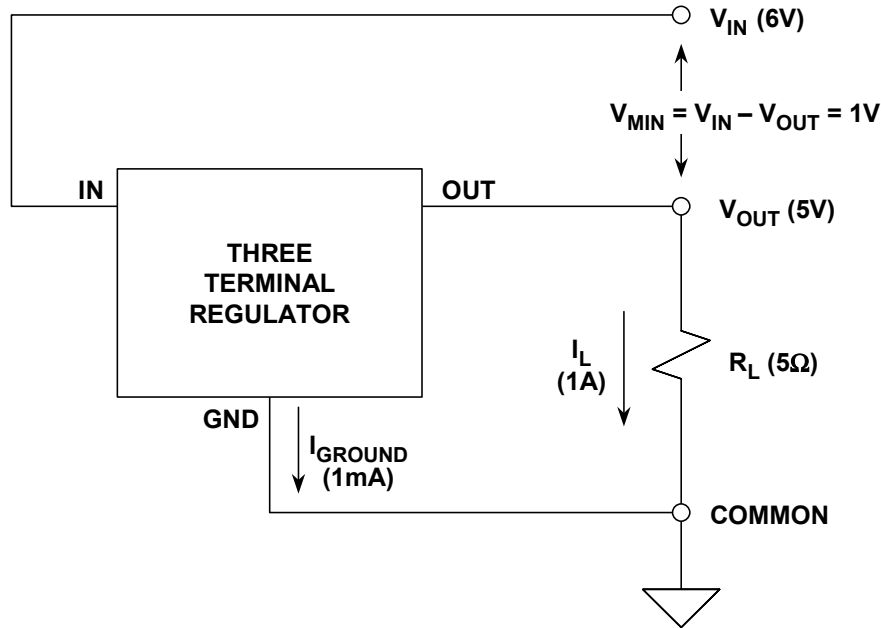 V_IN (6V)
V_MIN = V_IN – V_OUT = 1V
IN
OUT
V_OUT (5V)
THREE
TERMINAL
REGULATOR
I_L
(1A)
R_L (5Ω)
GND
I_GROUND
(1mA)
COMMON